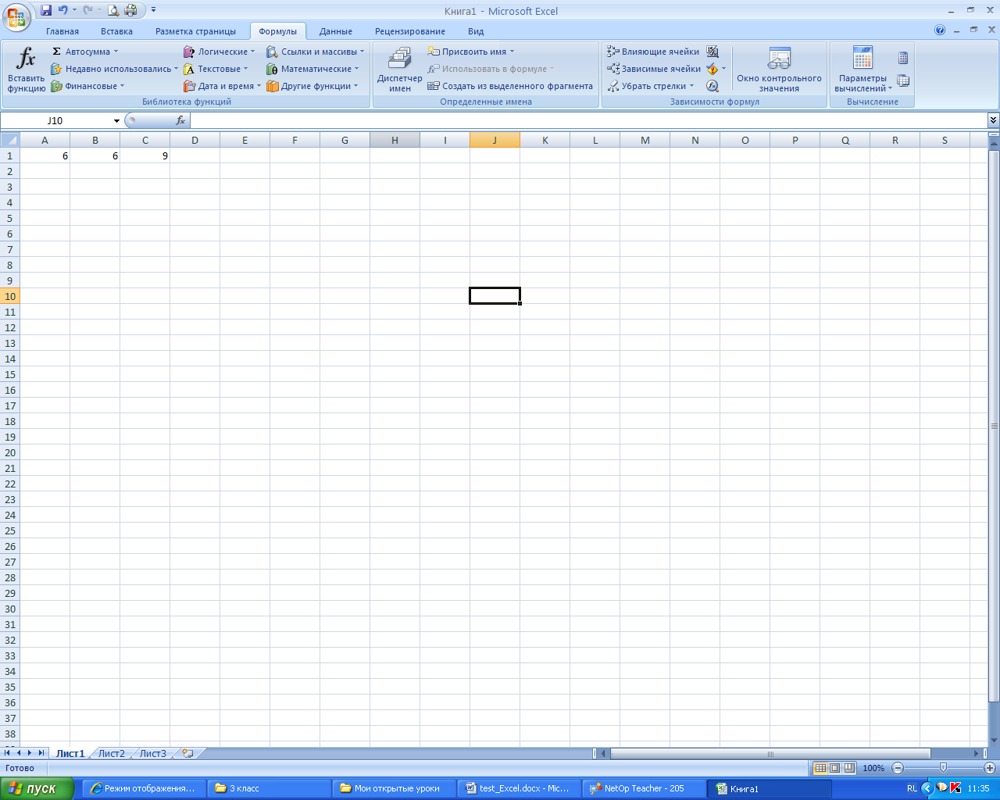 Книга1 - Microsoft Excel
Главная Вставка Разметка страницы Формулы Данные Рецензирование Вид
fx Вставить функцию
Σ Автосумма
Недавно использовались
Финансовые
Логические
Текстовые
Дата и время
Ссылки и массивы
Математические
Другие функции
Библиотека функций
Диспетчер имен
Присвоить имя
Использовать в формуле
Создать из выделенного фрагмента
Определенные имена
Влияющие ячейки
Зависимые ячейки
Убрать стрелки
Окно контрольного значения
Зависимости формул
Параметры вычислений
Вычисление
J10 fx
A B C D E F G H I J K L M N O P Q R S
1 6 6 9
2
3
4
5
6
7
8
9
10
11
12
13
14
15
16
17
18
19
20
21
22
23
24
25
26
27
28
29
30
31
32
33
34
35
36
37
38
Лист1 Лист2 Лист3
Готово 100%
пуск Режим отображения... 3 класс Мои открытые уроки test_Excel.docx - Mic... NetOp Teacher - 205 Книга1 RL 11:35